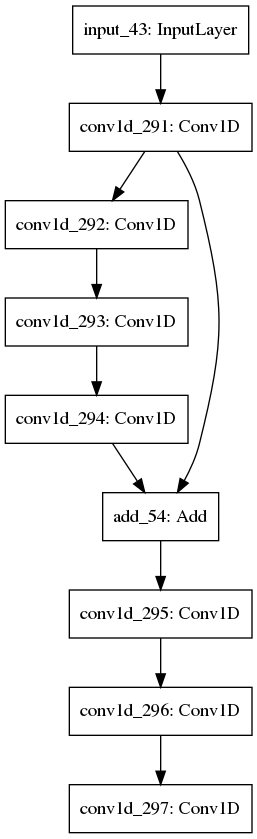 input_43: InputLayer
conv1d_291: Conv1D
conv1d_292: Conv1D
conv1d_293: Conv1D
conv1d_294: Conv1D
add_54: Add
conv1d_295: Conv1D
conv1d_296: Conv1D
conv1d_297: Conv1D